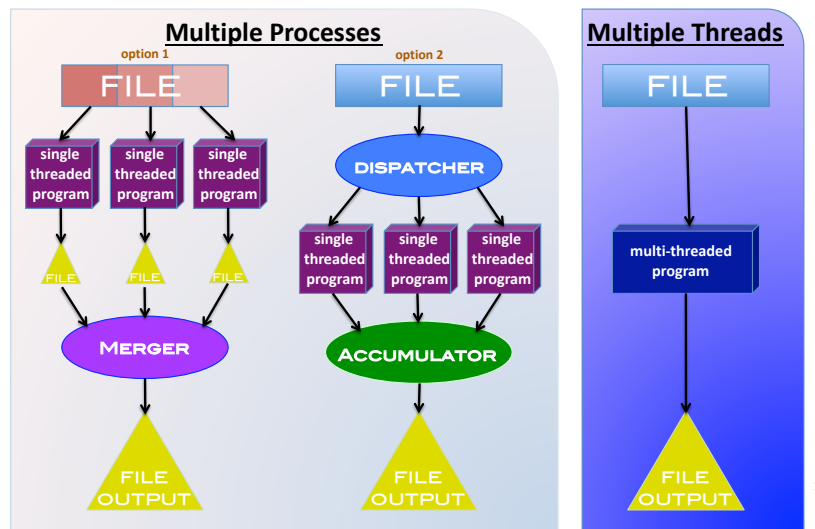 Multiple Processes
option 1
FILE
single
threaded
program
single
threaded
program
single
threaded
program
FILE
FILE
FILE
MERGER
FILE
OUTPUT
option 2
FILE
DISPATCHER
single
threaded
program
single
threaded
program
single
threaded
program
ACCUMULATOR
FILE
OUTPUT
Multiple Threads
FILE
multi-threaded
program
FILE
OUTPUT